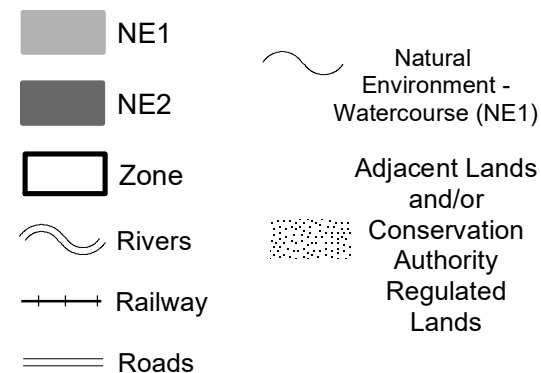 NE1
NE2
Zone
Rivers
Railway
Roads
Natural
Environment -
Watercourse (NE1)
Adjacent Lands
and/or
Conservation
Authority
Regulated
Lands